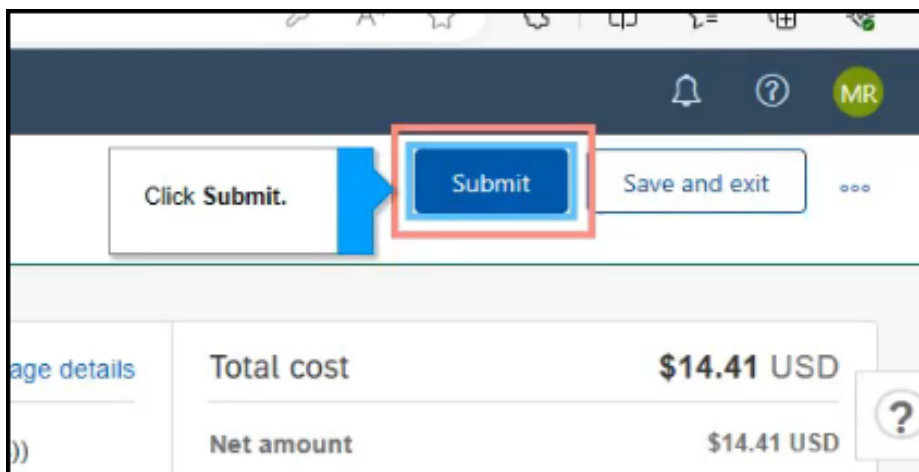 MR
Click Submit.
Submit
Save and exit
age details
Total cost
$14.41 USD
))
Net amount
$14.41 USD
?